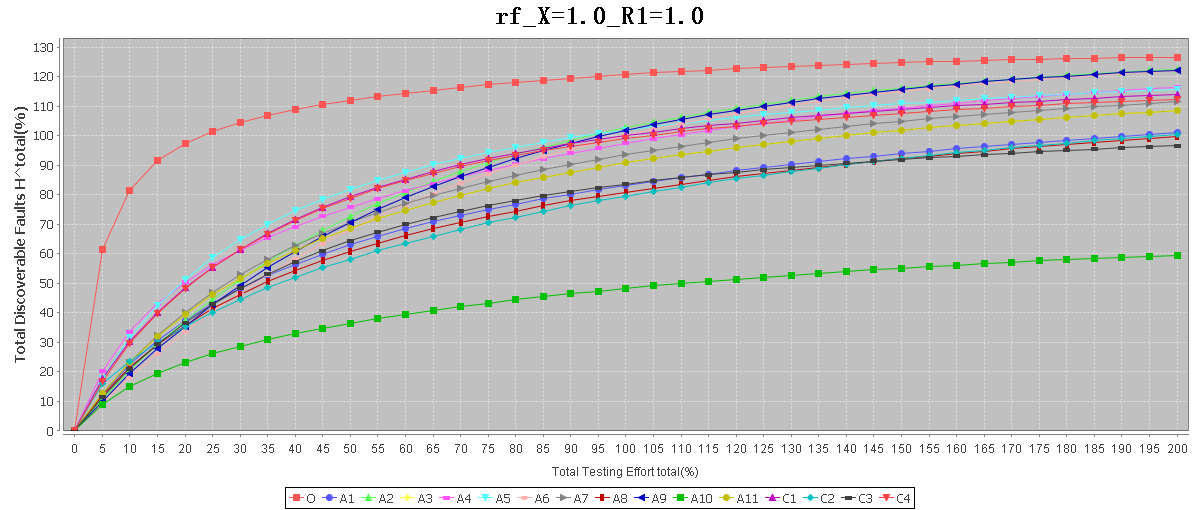 rf_X=1.0_R1=1.0
Total Discoverable Faults H^total(%)
130
120
110
100
90
80
70
60
50
40
30
20
10
0
0 5 10 15 20 25 30 35 40 45 50 55 60 65 70 75 80 85 90 95 100 105 110 115 120 125 130 135 140 145 150 155 160 165 170 175 180 185 190 195 200
Total Testing Effort total(%)
O A1 A2 A3 A4 A5 A6 A7 A8 A9 A10 A11 C1 C2 C3 C4